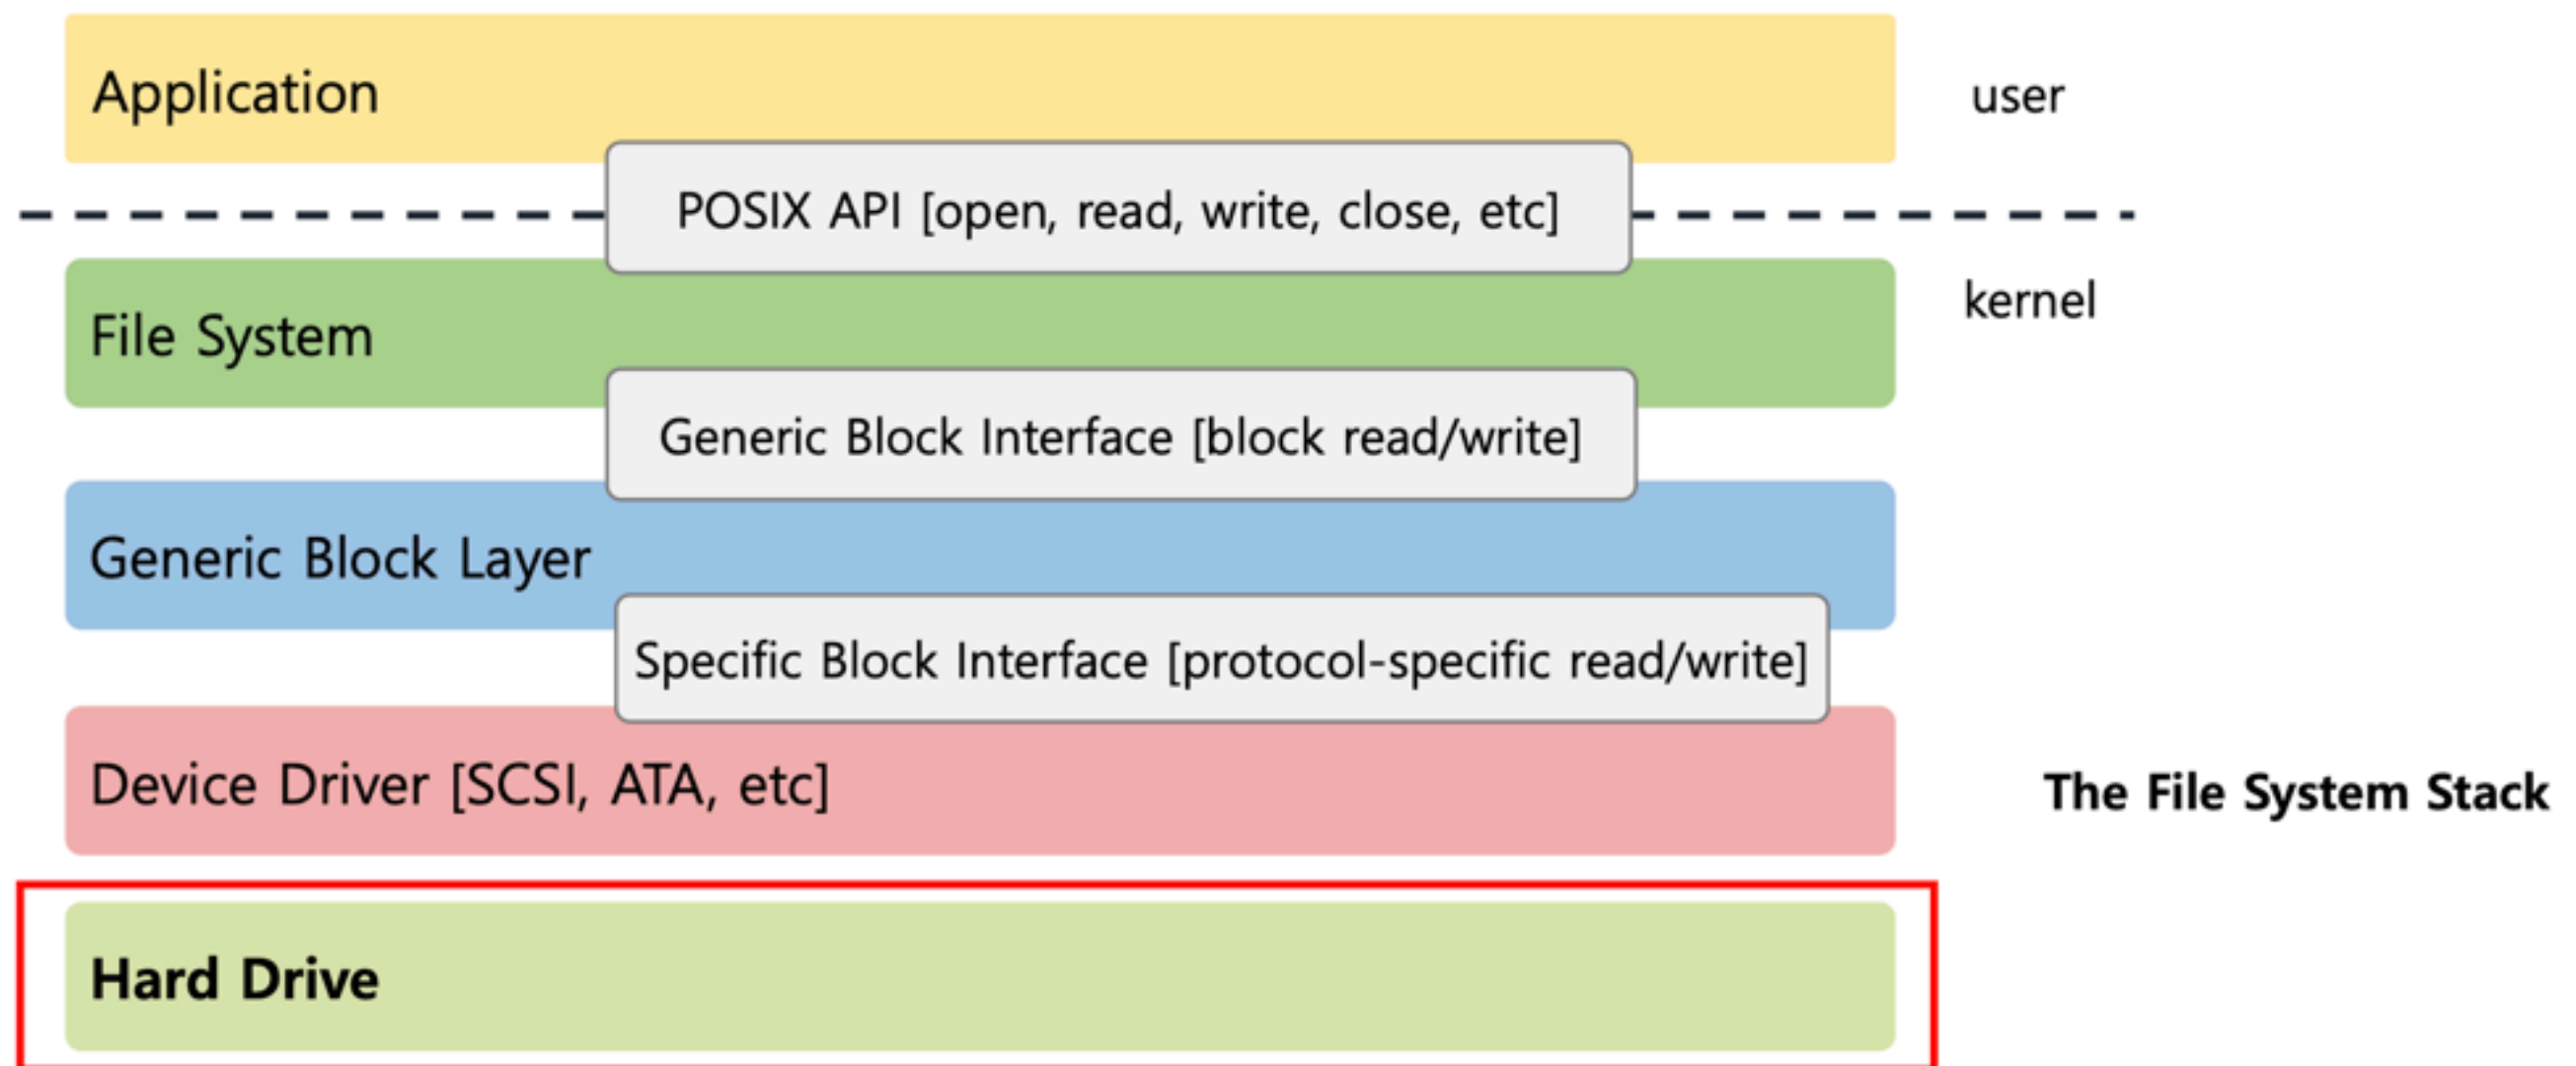 Application
user
POSIX API [open, read, write, close, etc]
kernel
File System
Generic Block Interface [block read/write]
Generic Block Layer
Specific Block Interface [protocol-specific read/write]
Device Driver [SCSI, ATA, etc]
The File System Stack
Hard Drive